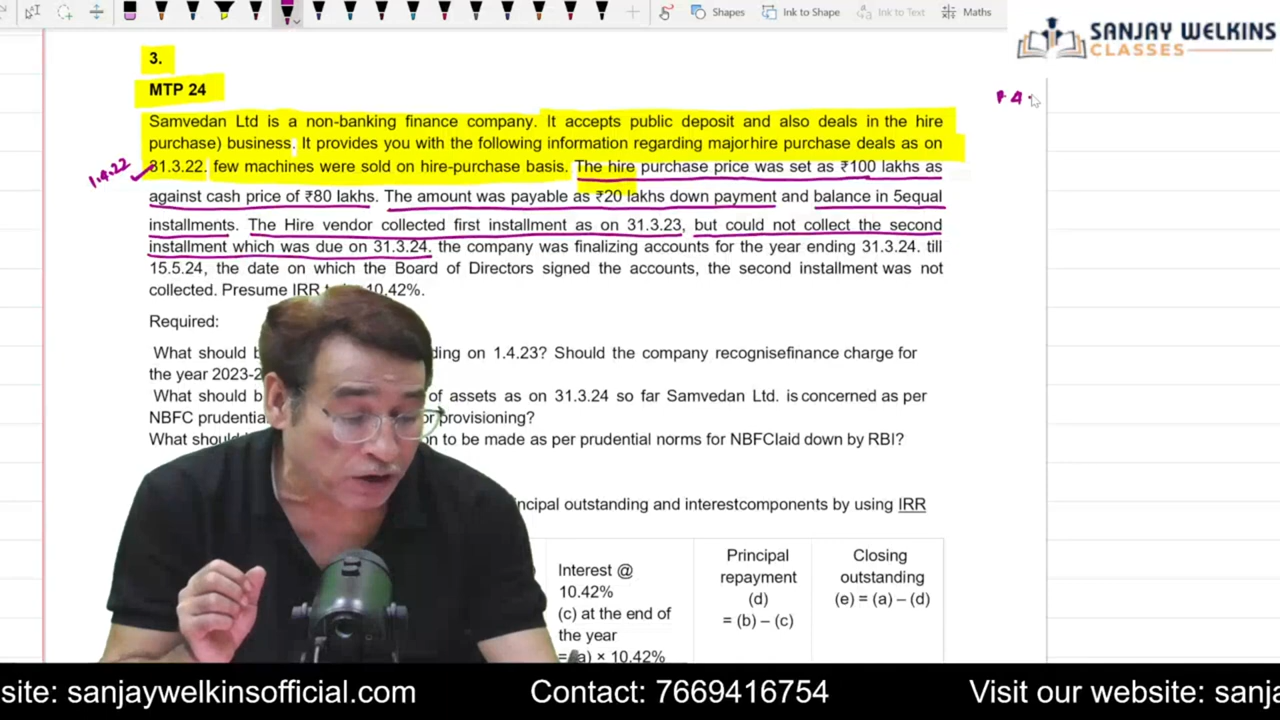 Shapes Ink to Shape Ink to Text Maths
SANJAY WELKINS
CLASSES
3.
MTP 24
Samvedan Ltd is a non-banking finance company. It accepts public deposit and also deals in the hire
purchase) business. It provides you with the following information regarding majorhire purchase deals as on
1.4.22 31.3.22. few machines were sold on hire-purchase basis. The hire purchase price was set as ₹100 lakhs as
against cash price of ₹80 lakhs. The amount was payable as ₹20 lakhs down payment and balance in 5equal
installments. The Hire vendor collected first installment as on 31.3.23, but could not collect the second
installment which was due on 31.3.24. the company was finalizing accounts for the year ending 31.3.24. till
15.5.24, the date on which the Board of Directors signed the accounts, the second installment was not
collected. Presume IRR 10.42%.
Required:
What should ding on 1.4.23? Should the company recognisefinance charge for
the year 2023-2
What should of assets as on 31.3.24 so far Samvedan Ltd. is concerned as per
NBFC prudentia or provisioning?
What shoul n to be made as per prudential norms for NBFClaid down by RBI?
ncipal outstanding and interestcomponents by using IRR
Interest @
10.42%
(c) at the end of
the year
= (a) × 10.42%
Principal
repayment
(d)
= (b) – (c)
Closing
outstanding
(e) = (a) – (d)
site: sanjaywelkinsofficial.com Contact: 7669416754 Visit our website: sanja